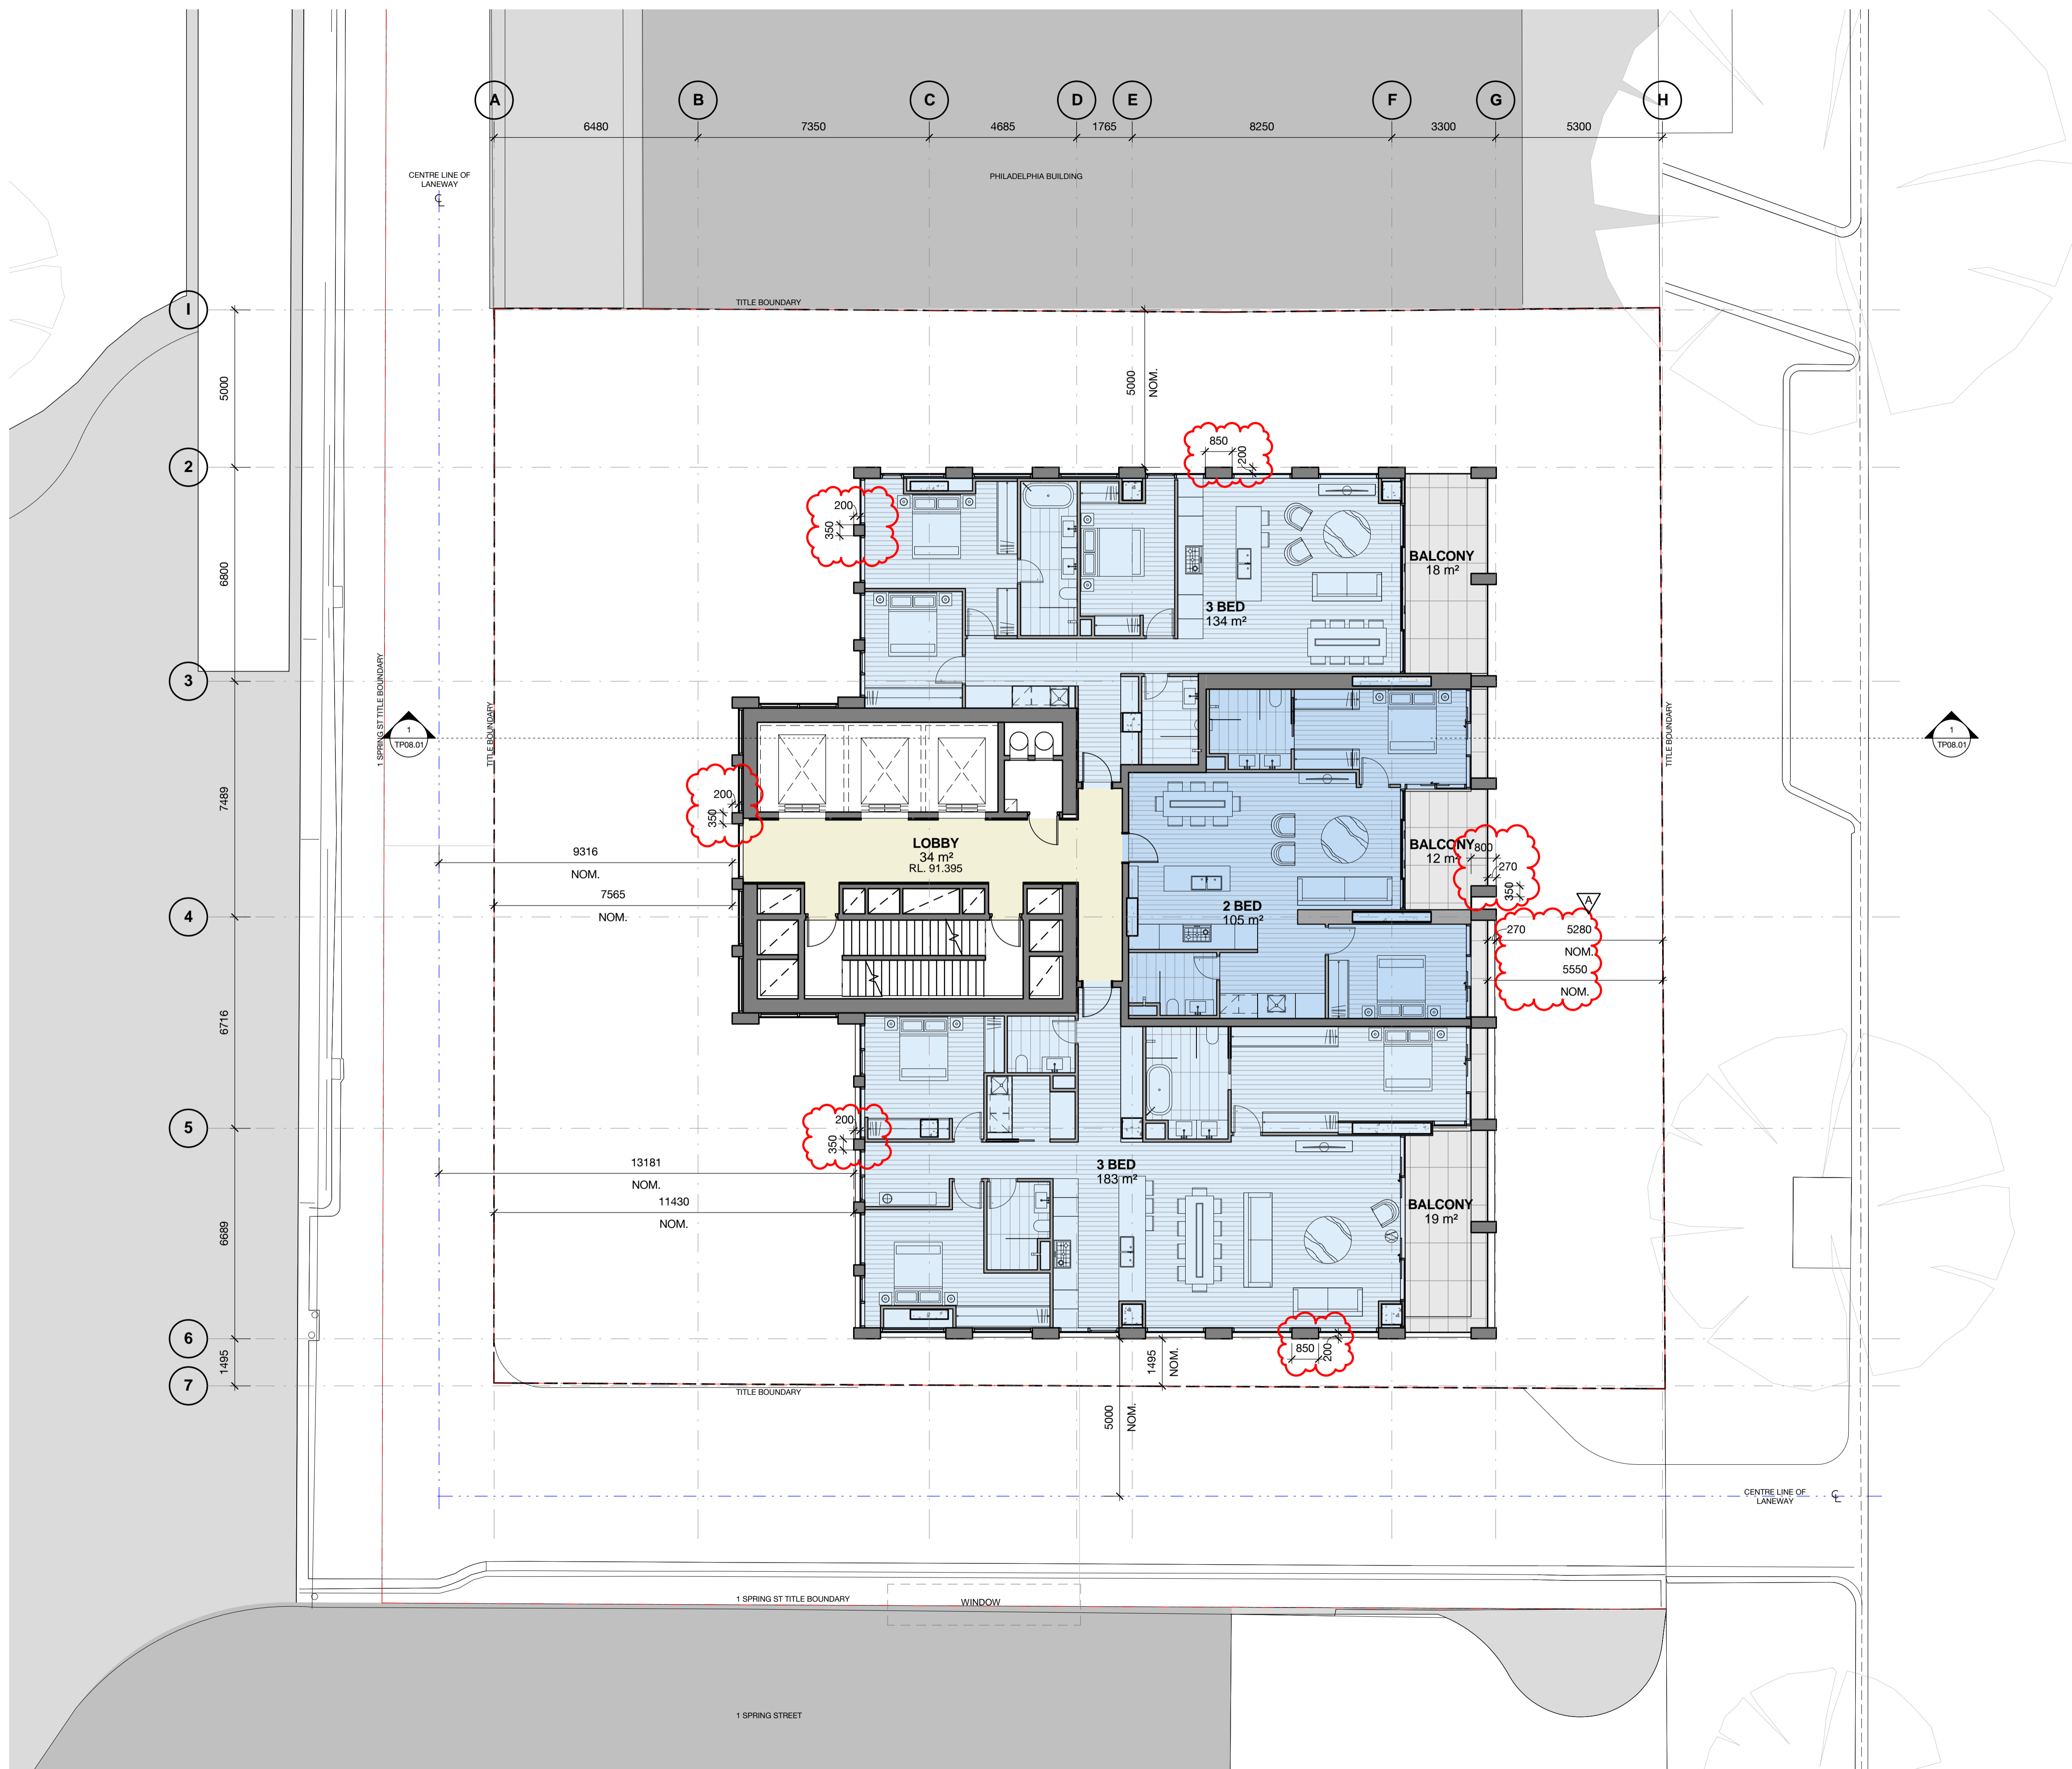 A
B
C
D
E
F
G
H
6480
7350
4685
1765
8250
3300
5300
CENTRE LINE OF
LANEWAY
PHILADELPHIA BUILDING
I
TITLE BOUNDARY
5000
5000
NOM.
2
850
200
200
350
6800
BALCONY
18 m²
3 BED
134 m²
3
1 SPRING ST TITLE BOUNDARY
TITLE BOUNDARY
TITLE BOUNDARY
1
TP08.01
1
TP08.01
7489
200
350
LOBBY
34 m²
RL. 91.395
BALCONY
12 m²
800
270
350
9316
NOM.
7565
NOM.
A
4
2 BED
105 m²
270
5280
NOM.
5550
NOM.
6716
5
200
350
13181
NOM.
11430
NOM.
3 BED
183 m²
BALCONY
19 m²
6689
6
850
200
1495
1495
NOM.
7
TITLE BOUNDARY
5000
NOM.
CENTRE LINE OF
LANEWAY
1 SPRING ST TITLE BOUNDARY
WINDOW
1 SPRING STREET